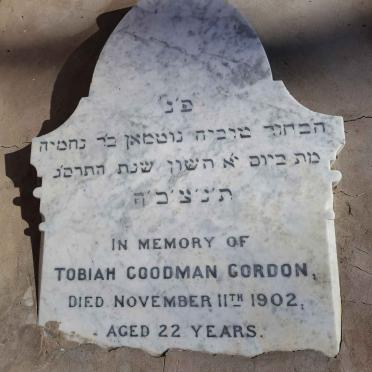 פ״נ
הבחור טוביה גוטמאן בר נחמיה
מת ביום י״א חשון שנת התרס״ג
ת׳נ׳צ׳ב׳ה
IN MEMORY OF
TOBIAH GOODMAN GORDON,
DIED NOVEMBER 11TH 1902,
AGED 22 YEARS.